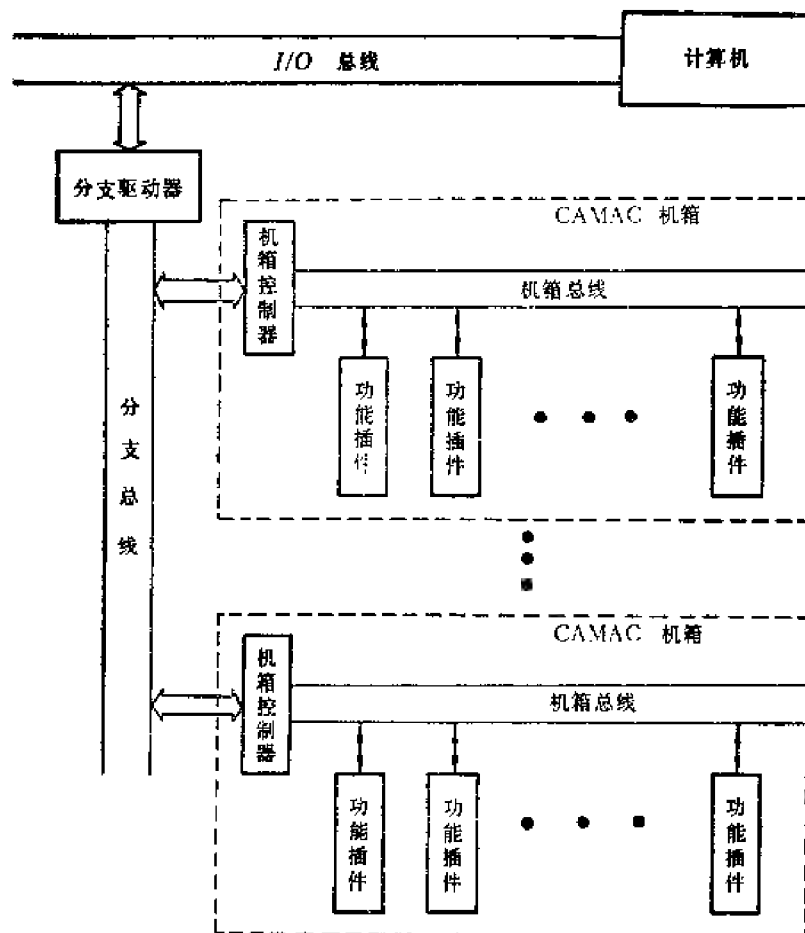 I/O 总线
计算机
分支驱动器
CAMAC 机箱
机箱控制器
机箱总线
功能插件
功能插件
功能插件
分支总线
CAMAC 机箱
机箱控制器
机箱总线
功能插件
功能插件
功能插件